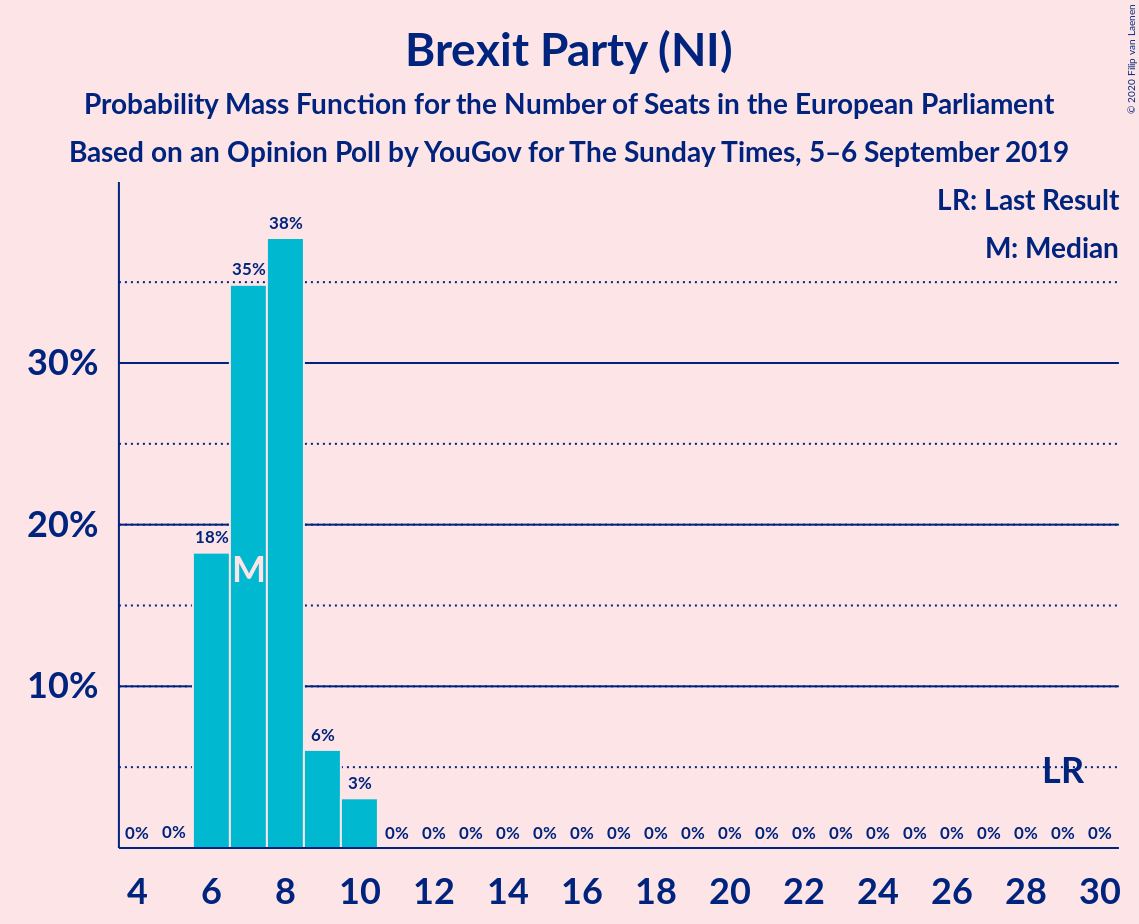 Brexit Party (NI)
Probability Mass Function for the Number of Seats in the European Parliament
Based on an Opinion Poll by YouGov for The Sunday Times, 5–6 September 2019
© 2020 Filip van Laenen
LR: Last Result
M: Median
38%
35%
30%
20%
18%
M
10%
6%
LR
3%
0% 0% 0% 0% 0% 0% 0% 0% 0% 0% 0% 0% 0% 0% 0% 0% 0% 0% 0% 0% 0% 0%
4 6 8 10 12 14 16 18 20 22 24 26 28 30